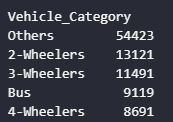 Vehicle_Category
Others 54423
2-Wheelers 13121
3-Wheelers 11491
Bus 9119
4-Wheelers 8691